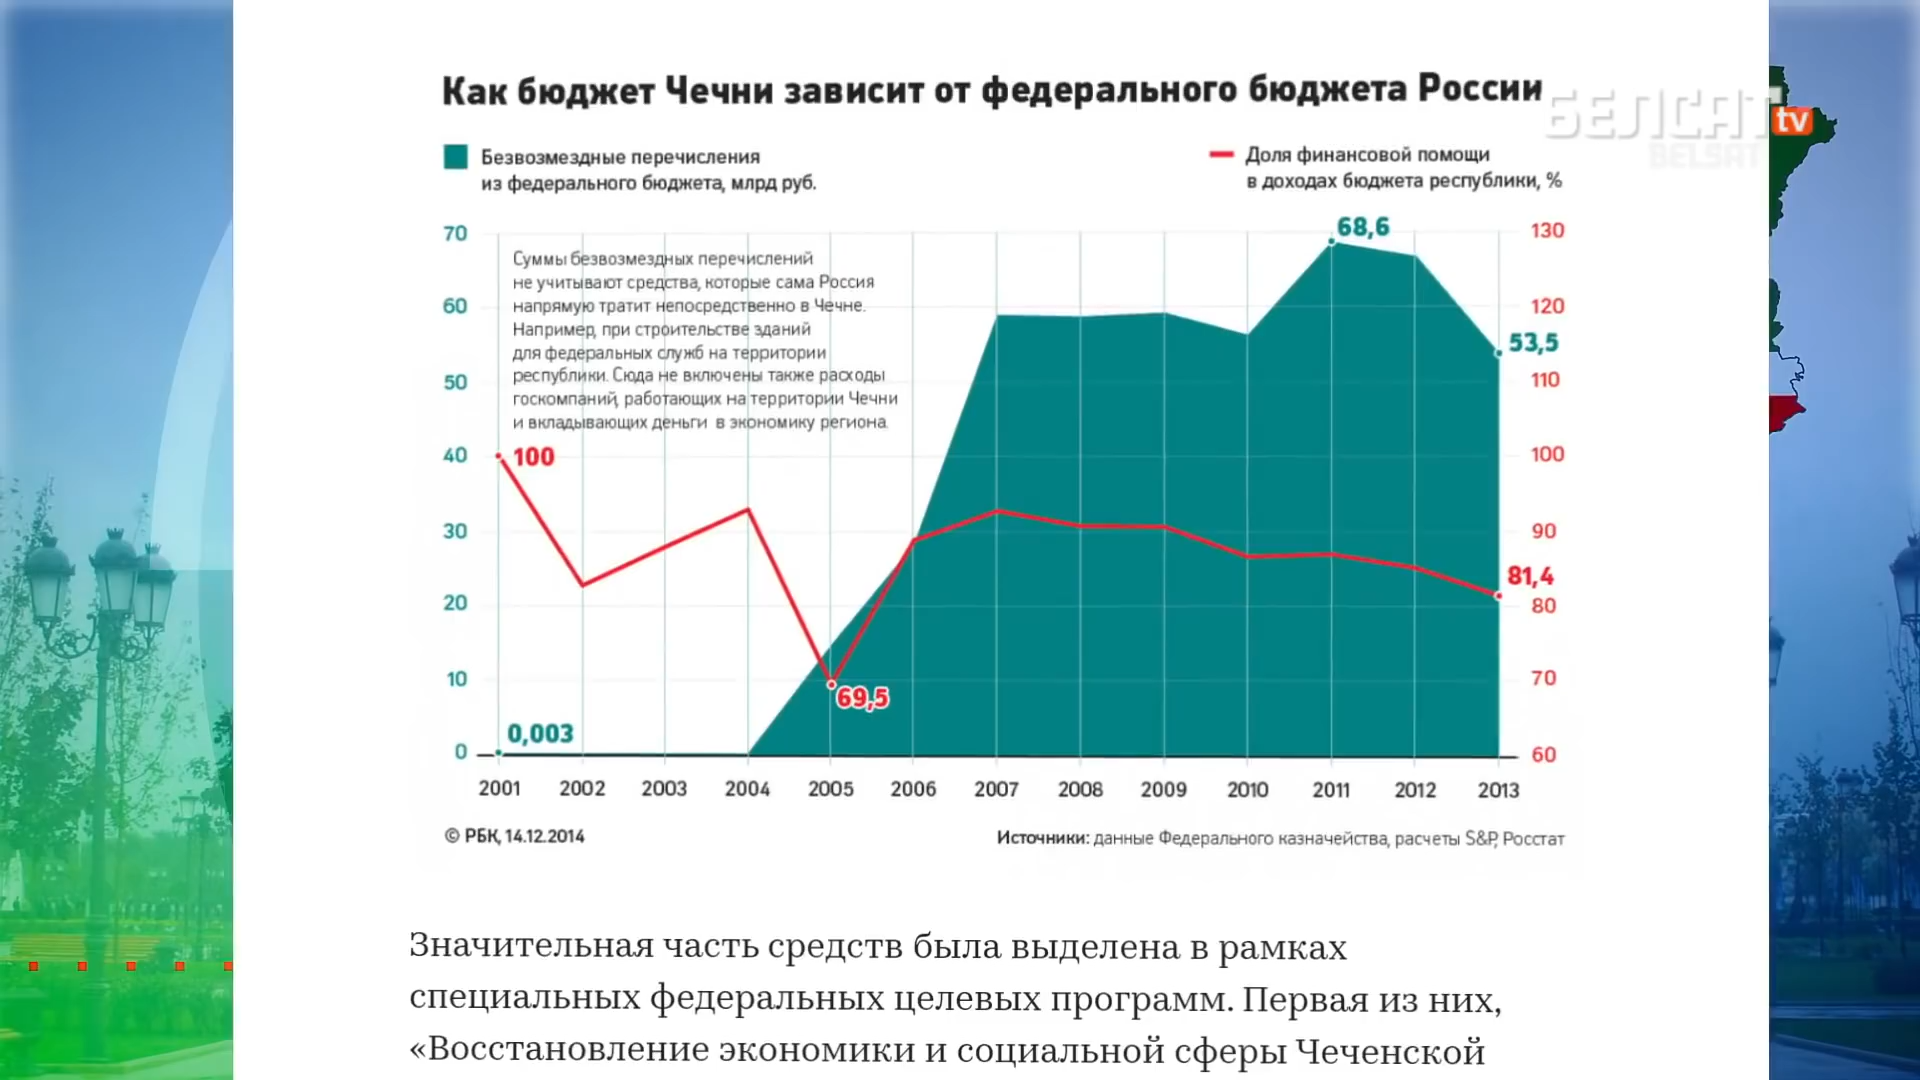 Как бюджет Чечни зависит от федерального бюджета России
БЕЛСАТ tv
BELSAT
Безвозмездные перечисления
из федерального бюджета, млрд руб.
Доля финансовой помощи
в доходах бюджета республики, %
70
60
50
40
30
20
10
0
Суммы безвозмездных перечислений
не учитывают средства, которые сама Россия
напрямую тратит непосредственно в Чечне.
Например, при строительстве зданий
для федеральных служб на территории
республики. Сюда не включены также расходы
госкомпаний, работающих на территории Чечни
и вкладывающих деньги в экономику региона.
100
0,003
69,5
68,6
53,5
81,4
130
120
110
100
90
80
70
60
2001 2002 2003 2004 2005 2006 2007 2008 2009 2010 2011 2012 2013
© РБК, 14.12.2014
Источники: данные Федерального казначейства, расчеты S&P, Росстат
Значительная часть средств была выделена в рамках
специальных федеральных целевых программ. Первая из них,
«Восстановление экономики и социальной сферы Чеченской